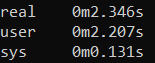 real    0m2.346s
user    0m2.207s
sys     0m0.131s